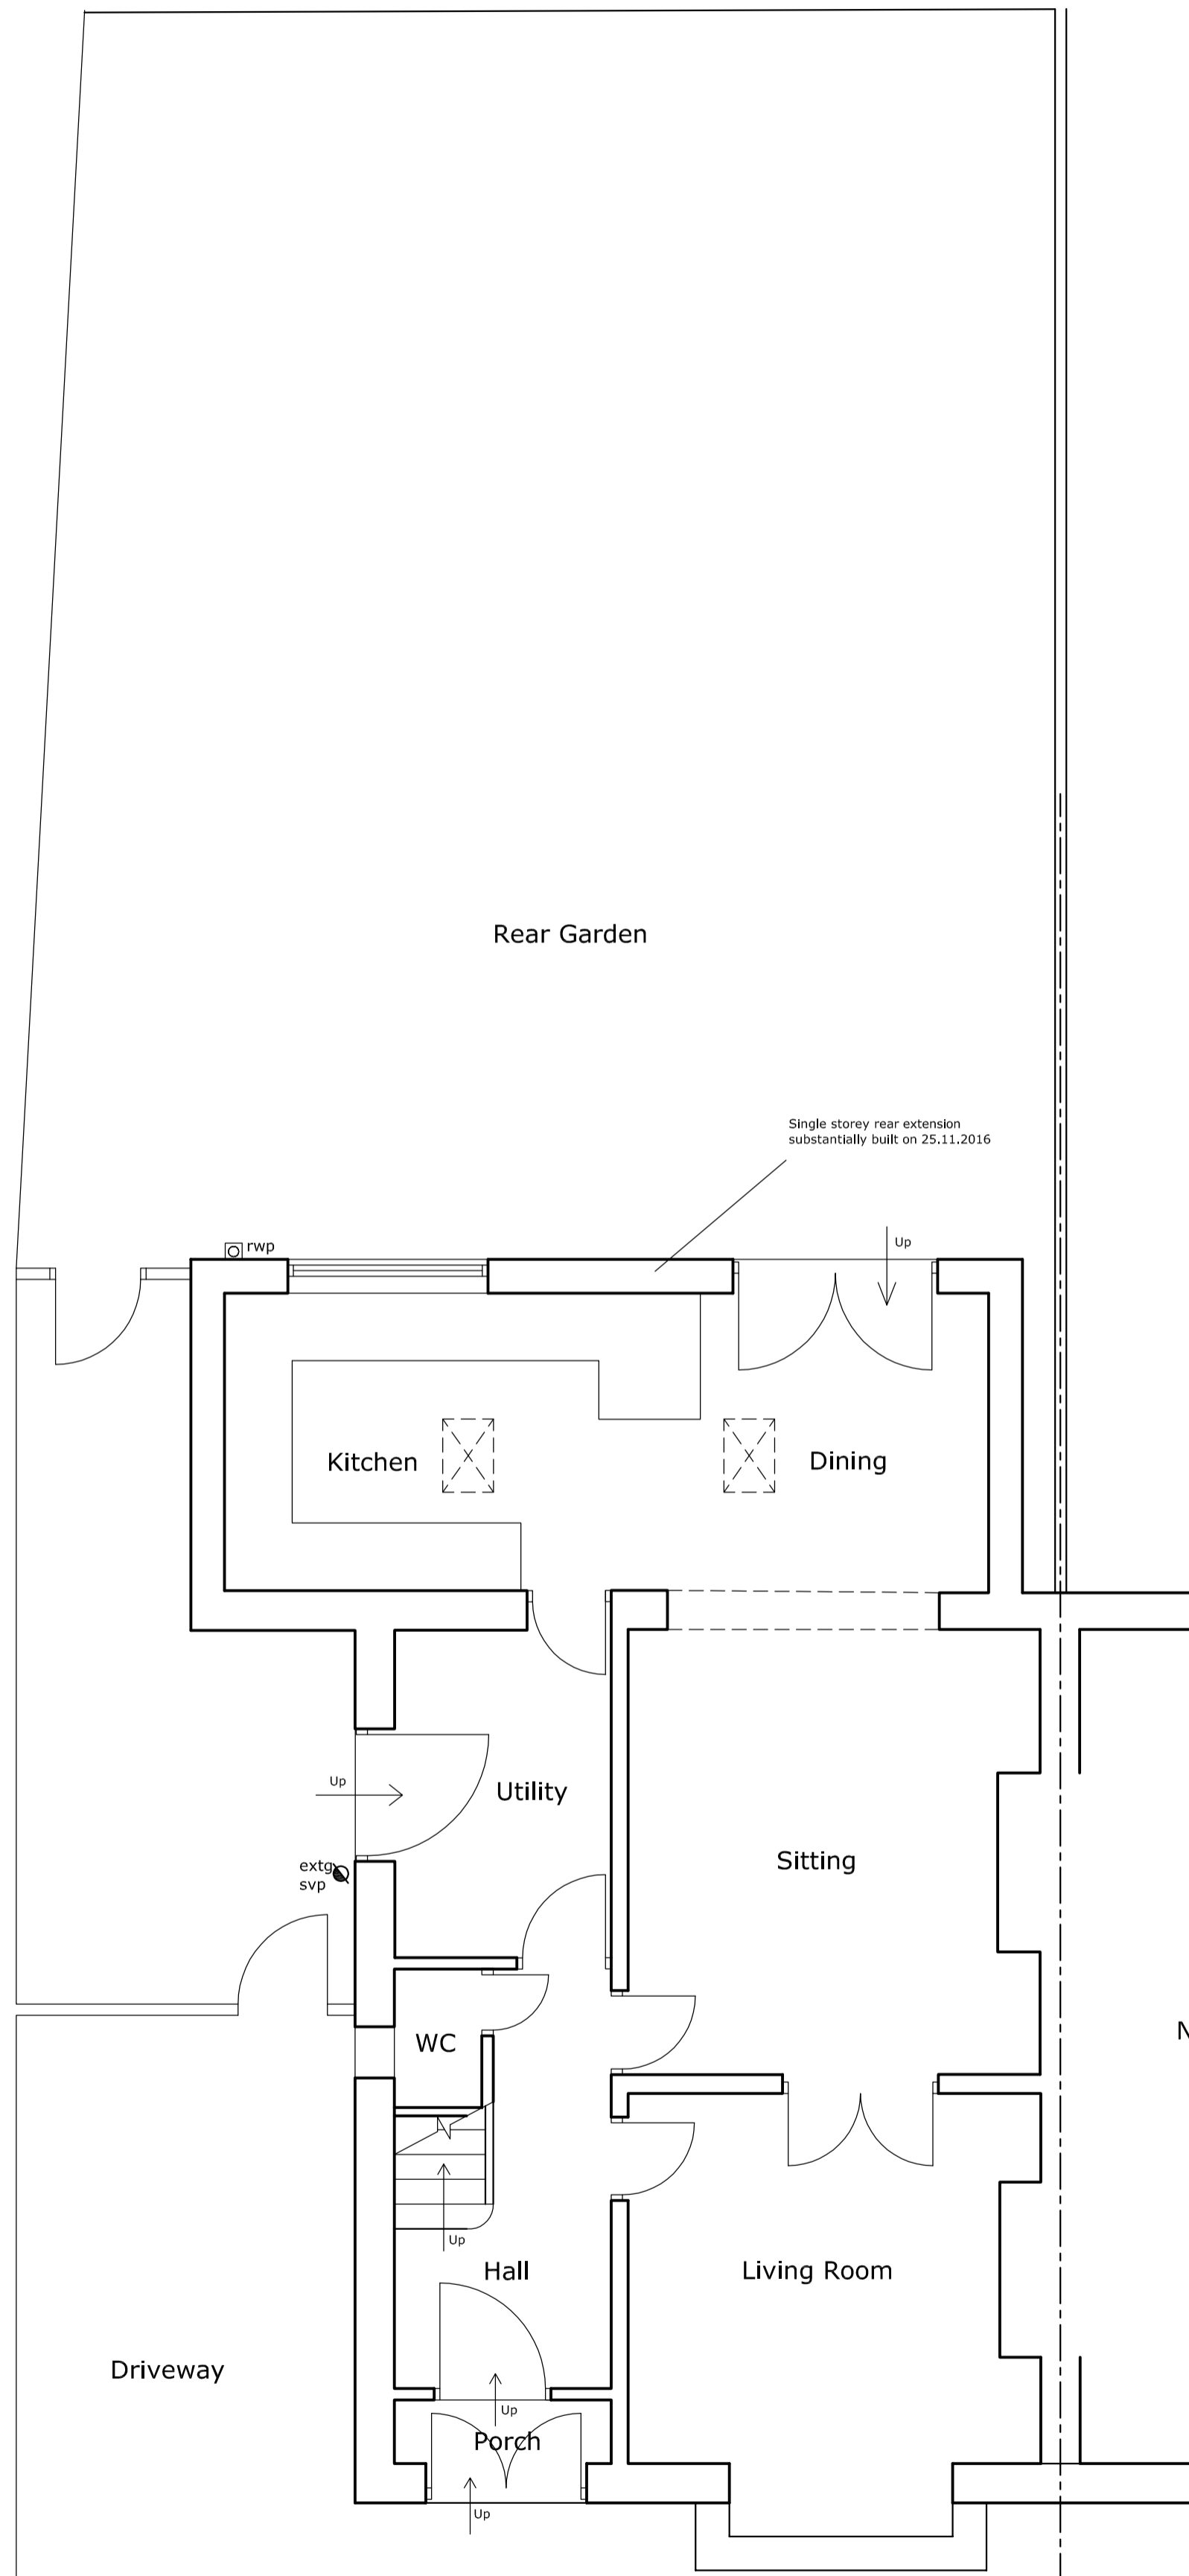 Rear Garden
Single storey rear extension
substantially built on 25.11.2016
rwp
Up
Kitchen
Dining
Up
Utility
Sitting
extg
svp
WC
N
Up
Hall
Living Room
Driveway
Up
Porch
Up